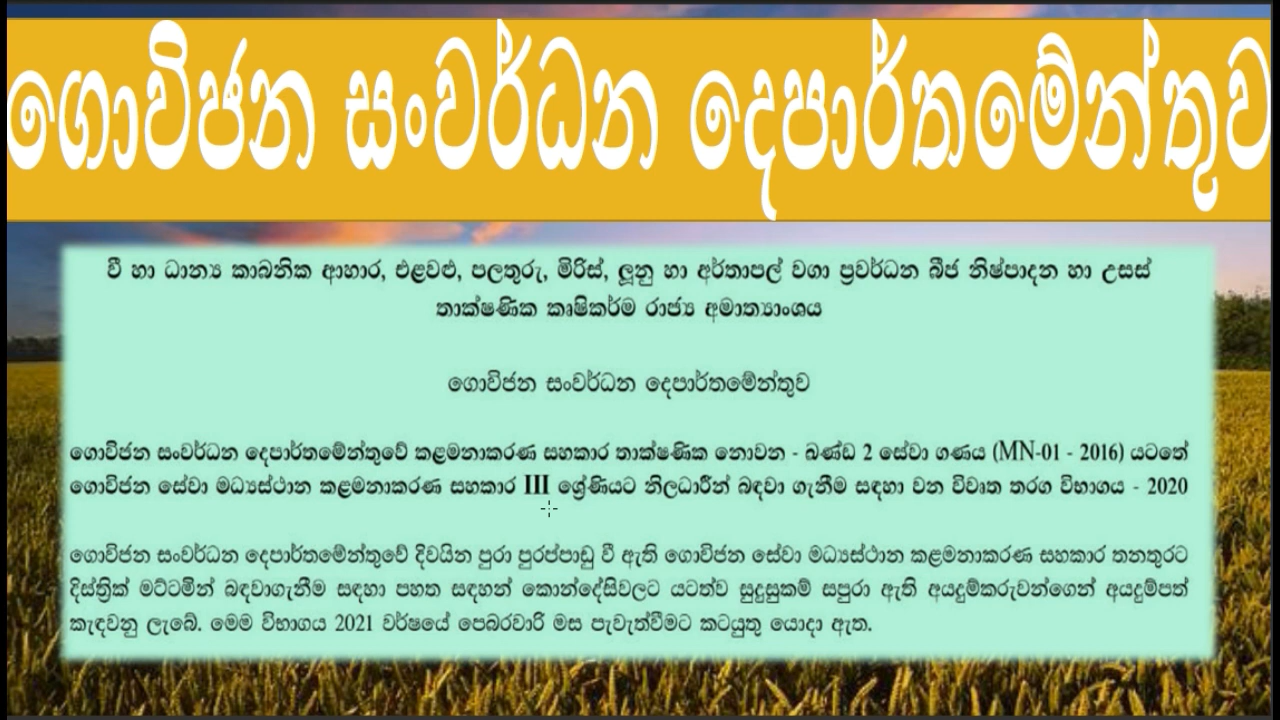 ගොවිජන සංවර්ධන දෙපාර්තමේන්තුව
වී හා ධාන්‍ය කාබනික ආහාර, එළවළු, පලතුරු, මිරිස්, ලූනු හා අර්තාපල් වගා ප්‍රවර්ධන බීජ නිෂ්පාදන හා උසස්
තාක්ෂණික කෘෂිකර්ම රාජ්‍ය අමාත්‍යාංශය
ගොවිජන සංවර්ධන දෙපාර්තමේන්තුව
ගොවිජන සංවර්ධන දෙපාර්තමේන්තුවේ කළමනාකරණ සහකාර තාක්ෂණික නොවන - ඛණ්ඩ 2 සේවා ගණය (MN-01 - 2016) යටතේ
ගොවිජන සේවා මධ්‍යස්ථාන කළමනාකරණ සහකාර III ශ්‍රේණියට නිලධාරීන් බඳවා ගැනීම සඳහා වන විවෘත තරග විභාගය - 2020
ගොවිජන සංවර්ධන දෙපාර්තමේන්තුවේ දිවයින පුරා පුරප්පාඩු වී ඇති ගොවිජන සේවා මධ්‍යස්ථාන කළමනාකරණ සහකාර තනතුරට
දිස්ත්‍රික් මට්ටමින් බඳවාගැනීම සඳහා පහත සඳහන් කොන්දේසිවලට යටත්ව සුදුසුකම් සපුරා ඇති අයදුම්කරුවන්ගෙන් අයදුම්පත්
කැඳවනු ලැබේ. මෙම විභාගය 2021 වර්ෂයේ පෙබරවාරි මස පැවැත්වීමට කටයුතු යොදා ඇත.